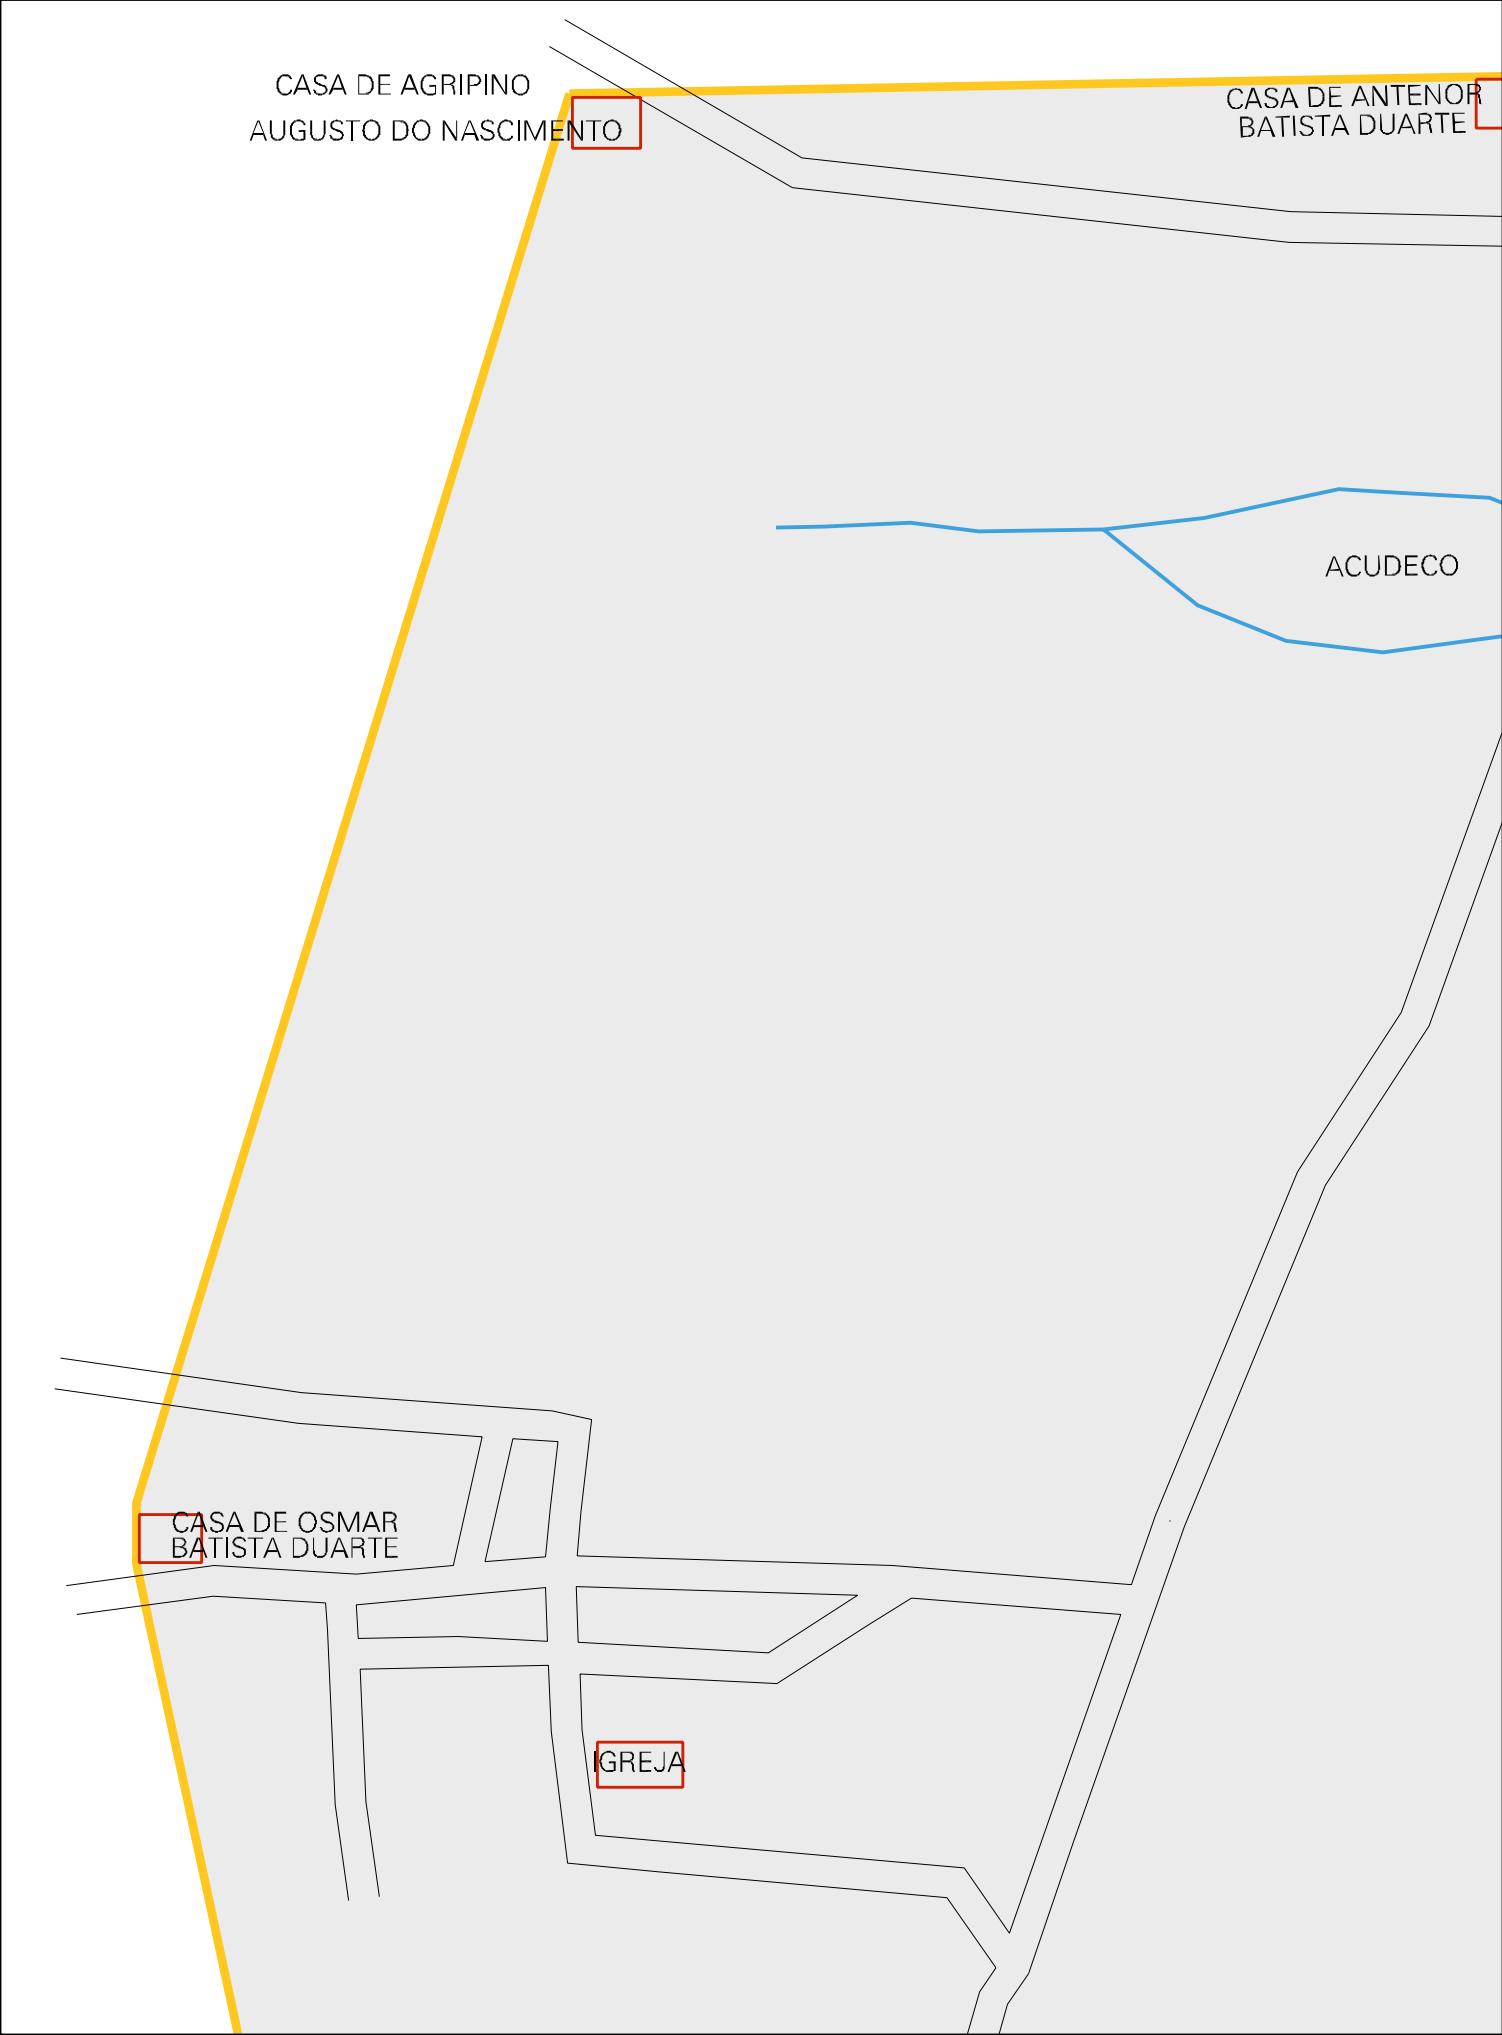 CASA DE AGRIPINO
AUGUSTO DO NASCIMENTO
CASA DE ANTENOR
BATISTA DUARTE
ACUDECO
CASA DE OSMAR
BATISTA DUARTE
IGREJA